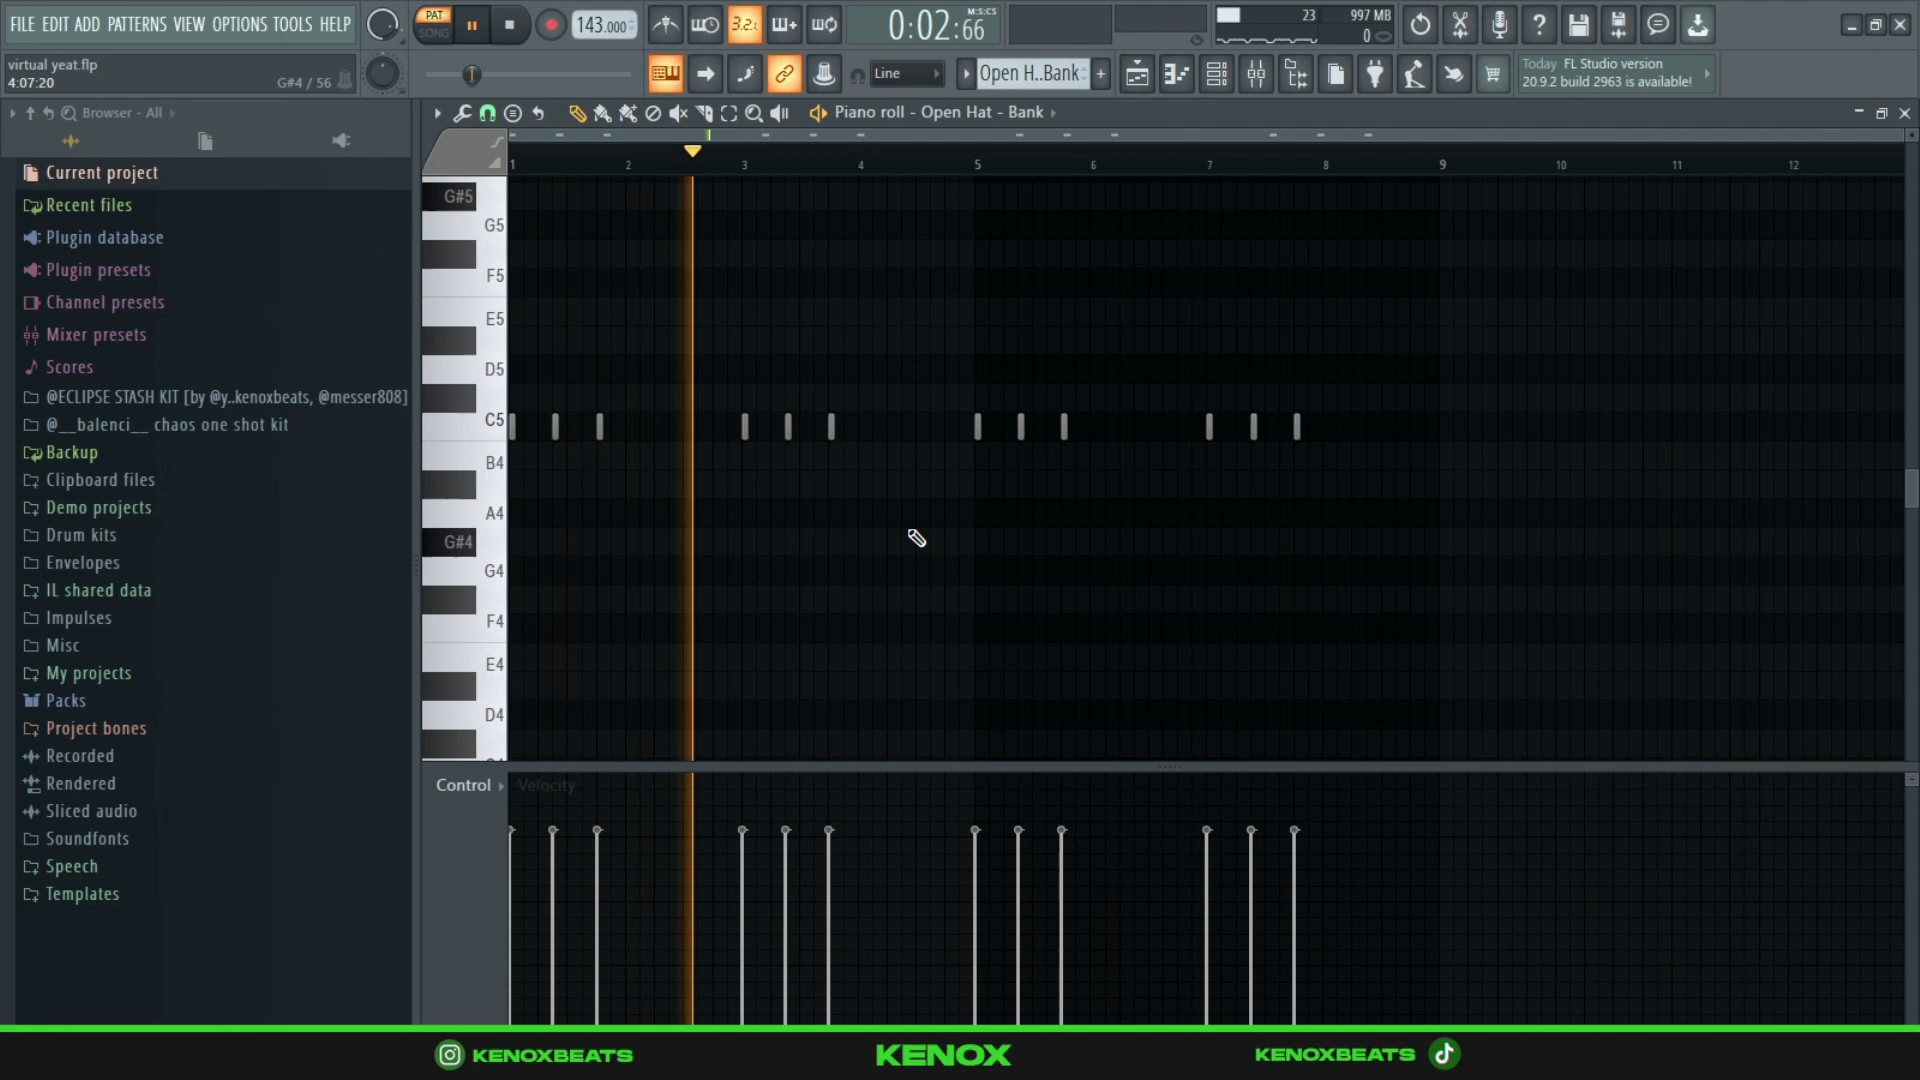 FILE EDIT ADD PATTERNS VIEW OPTIONS TOOLS HELP
PAT
SONG
143.000
3.2.
0:02:66
M:S:CS
23
997 MB
0
virtual yeat.flp
4:07:20
G#4 / 56
Line
Open H..Bank
Today FL Studio version
20.9.2 build 2963 is available!
Browser - All
Piano roll - Open Hat - Bank
Current project
Recent files
Plugin database
Plugin presets
Channel presets
Mixer presets
Scores
@ECLIPSE STASH KIT [by @y..kenoxbeats, @messer808]
@__balenci__ chaos one shot kit
Backup
Clipboard files
Demo projects
Drum kits
Envelopes
IL shared data
Impulses
Misc
My projects
Packs
Project bones
Recorded
Rendered
Sliced audio
Soundfonts
Speech
Templates
1 2 3 4 5 6 7 8 9 10 11 12
G#5
G5
F5
E5
D5
C5
B4
A4
G#4
G4
F4
E4
D4
Control
Velocity
KENOXBEATS
KENOX
KENOXBEATS